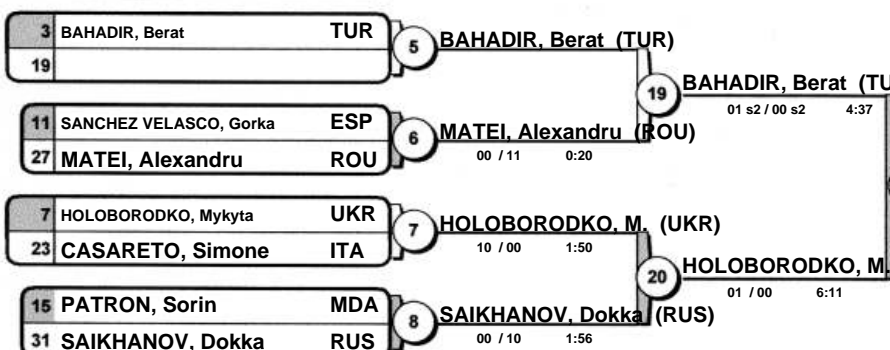 3 BAHADIR, Berat TUR
19
5 BAHADIR, Berat (TUR)
11 SANCHEZ VELASCO, Gorka ESP
27 MATEI, Alexandru ROU
6 MATEI, Alexandru (ROU)
00 / 11 0:20
19 BAHADIR, Berat (TU
01 s2 / 00 s2 4:37
7 HOLOBORODKO, Mykyta UKR
23 CASARETO, Simone ITA
7 HOLOBORODKO, M. (UKR)
10 / 00 1:50
15 PATRON, Sorin MDA
31 SAIKHANOV, Dokka RUS
8 SAIKHANOV, Dokka (RUS)
00 / 10 1:56
20 HOLOBORODKO, M.
01 / 00 6:11